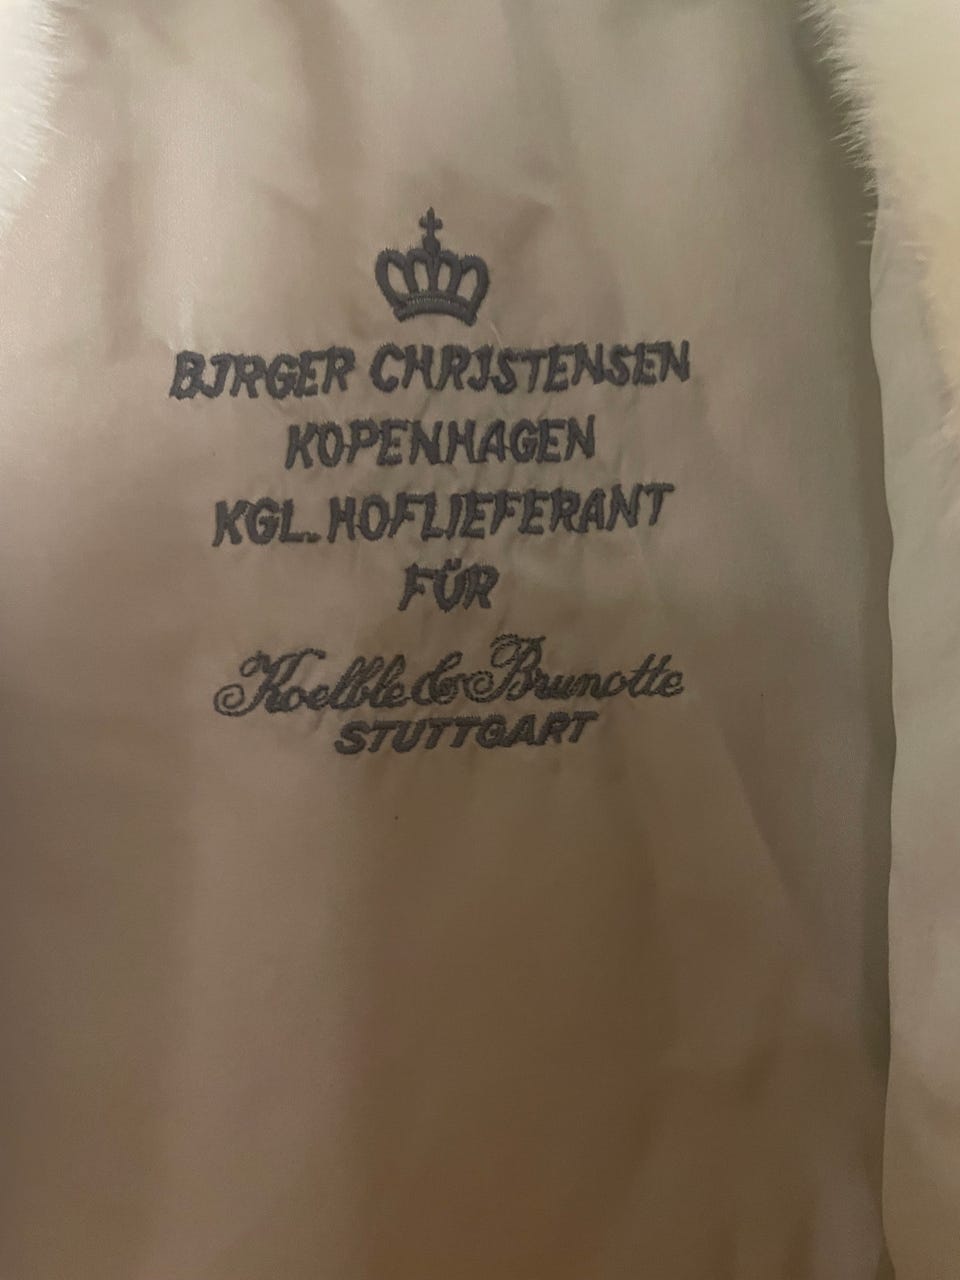 BIRGER CHRISTENSEN
KOPENHAGEN
KGL. HOFLIEFERANT
FÜR
Koelble & Brunotte
STUTTGART